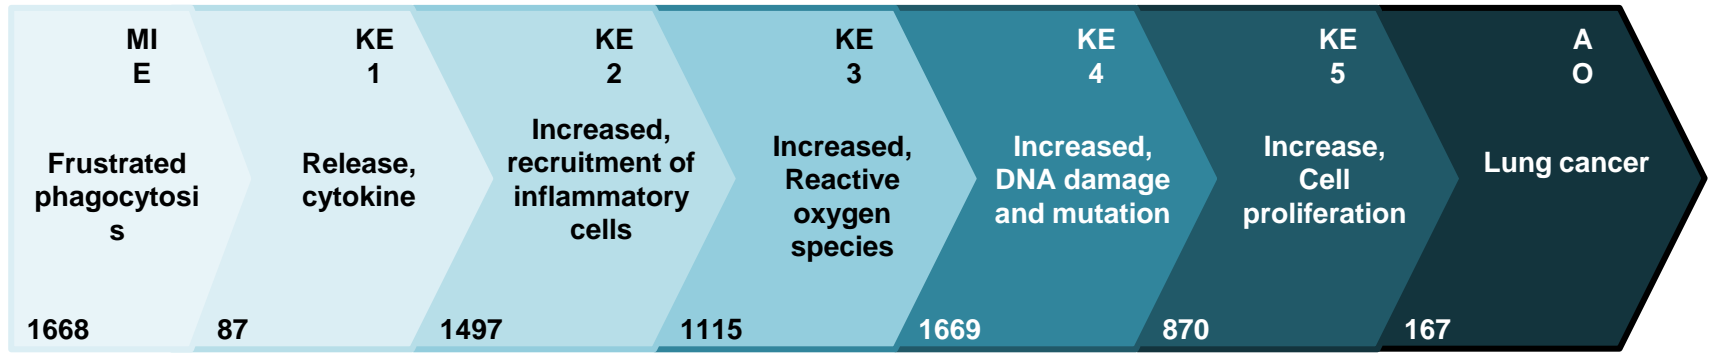 MI
E
Frustrated
phagocytosi
s
1668
KE
1
Release,
cytokine
87
KE
2
Increased,
recruitment of
inflammatory
cells
1497
KE
3
Increased,
Reactive
oxygen
species
1115
KE
4
Increased,
DNA damage
and mutation
1669
KE
5
Increase,
Cell
proliferation
870
A
O
Lung cancer
167